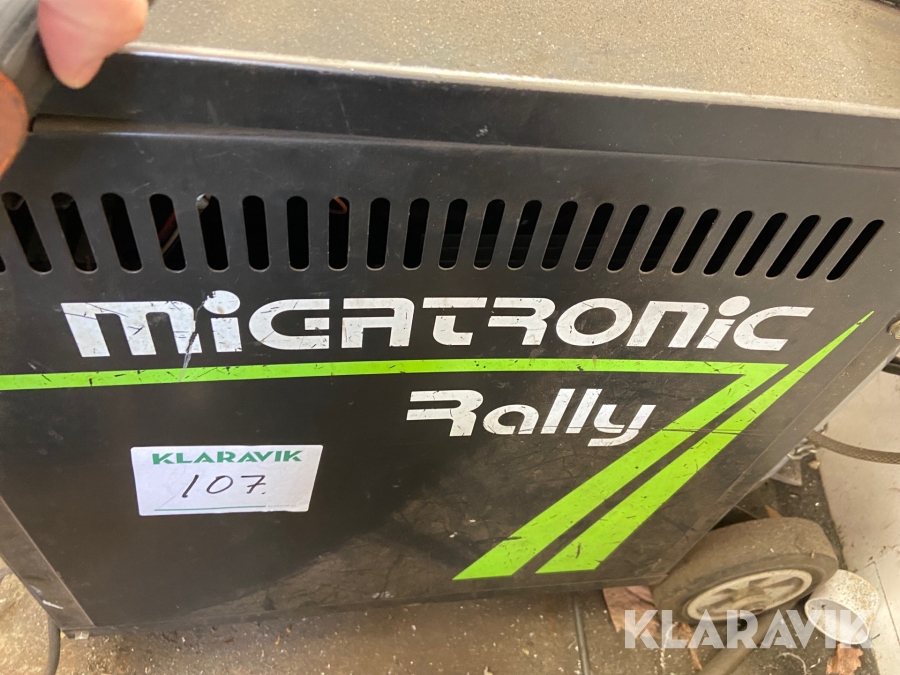 MIGATRONIC
Rally
KLARAVIK
107.
KLARAVIK